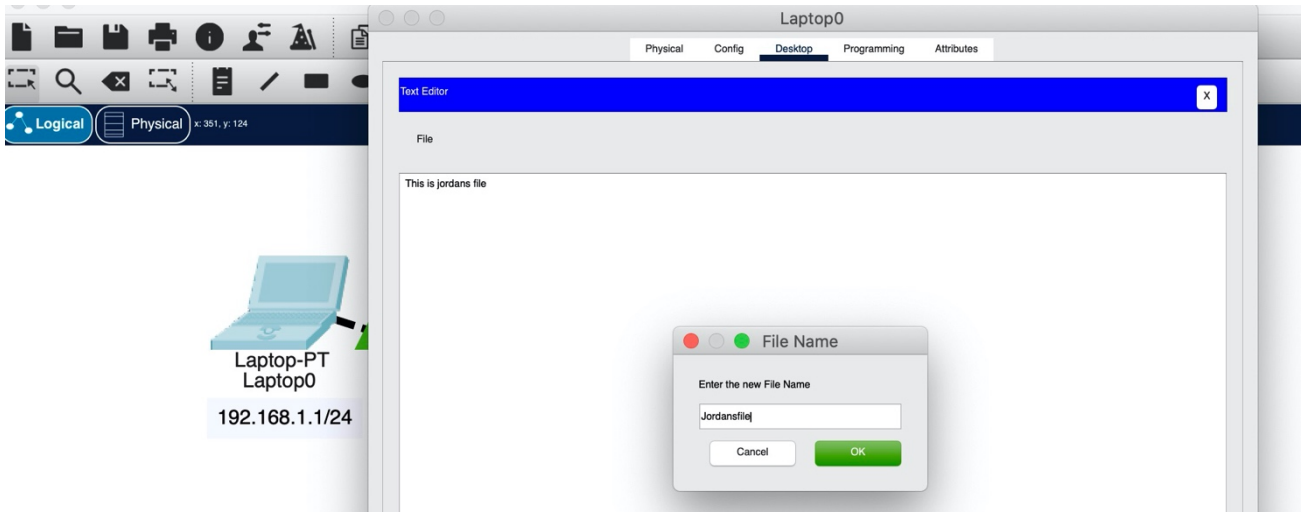 Laptop0
Physical Config Desktop Programming Attributes
Text Editor
X
Logical Physical x: 351, y: 124
File
This is jordans file
File Name
Enter the new File Name
Jordansfile
Cancel OK
Laptop-PT
Laptop0
192.168.1.1/24